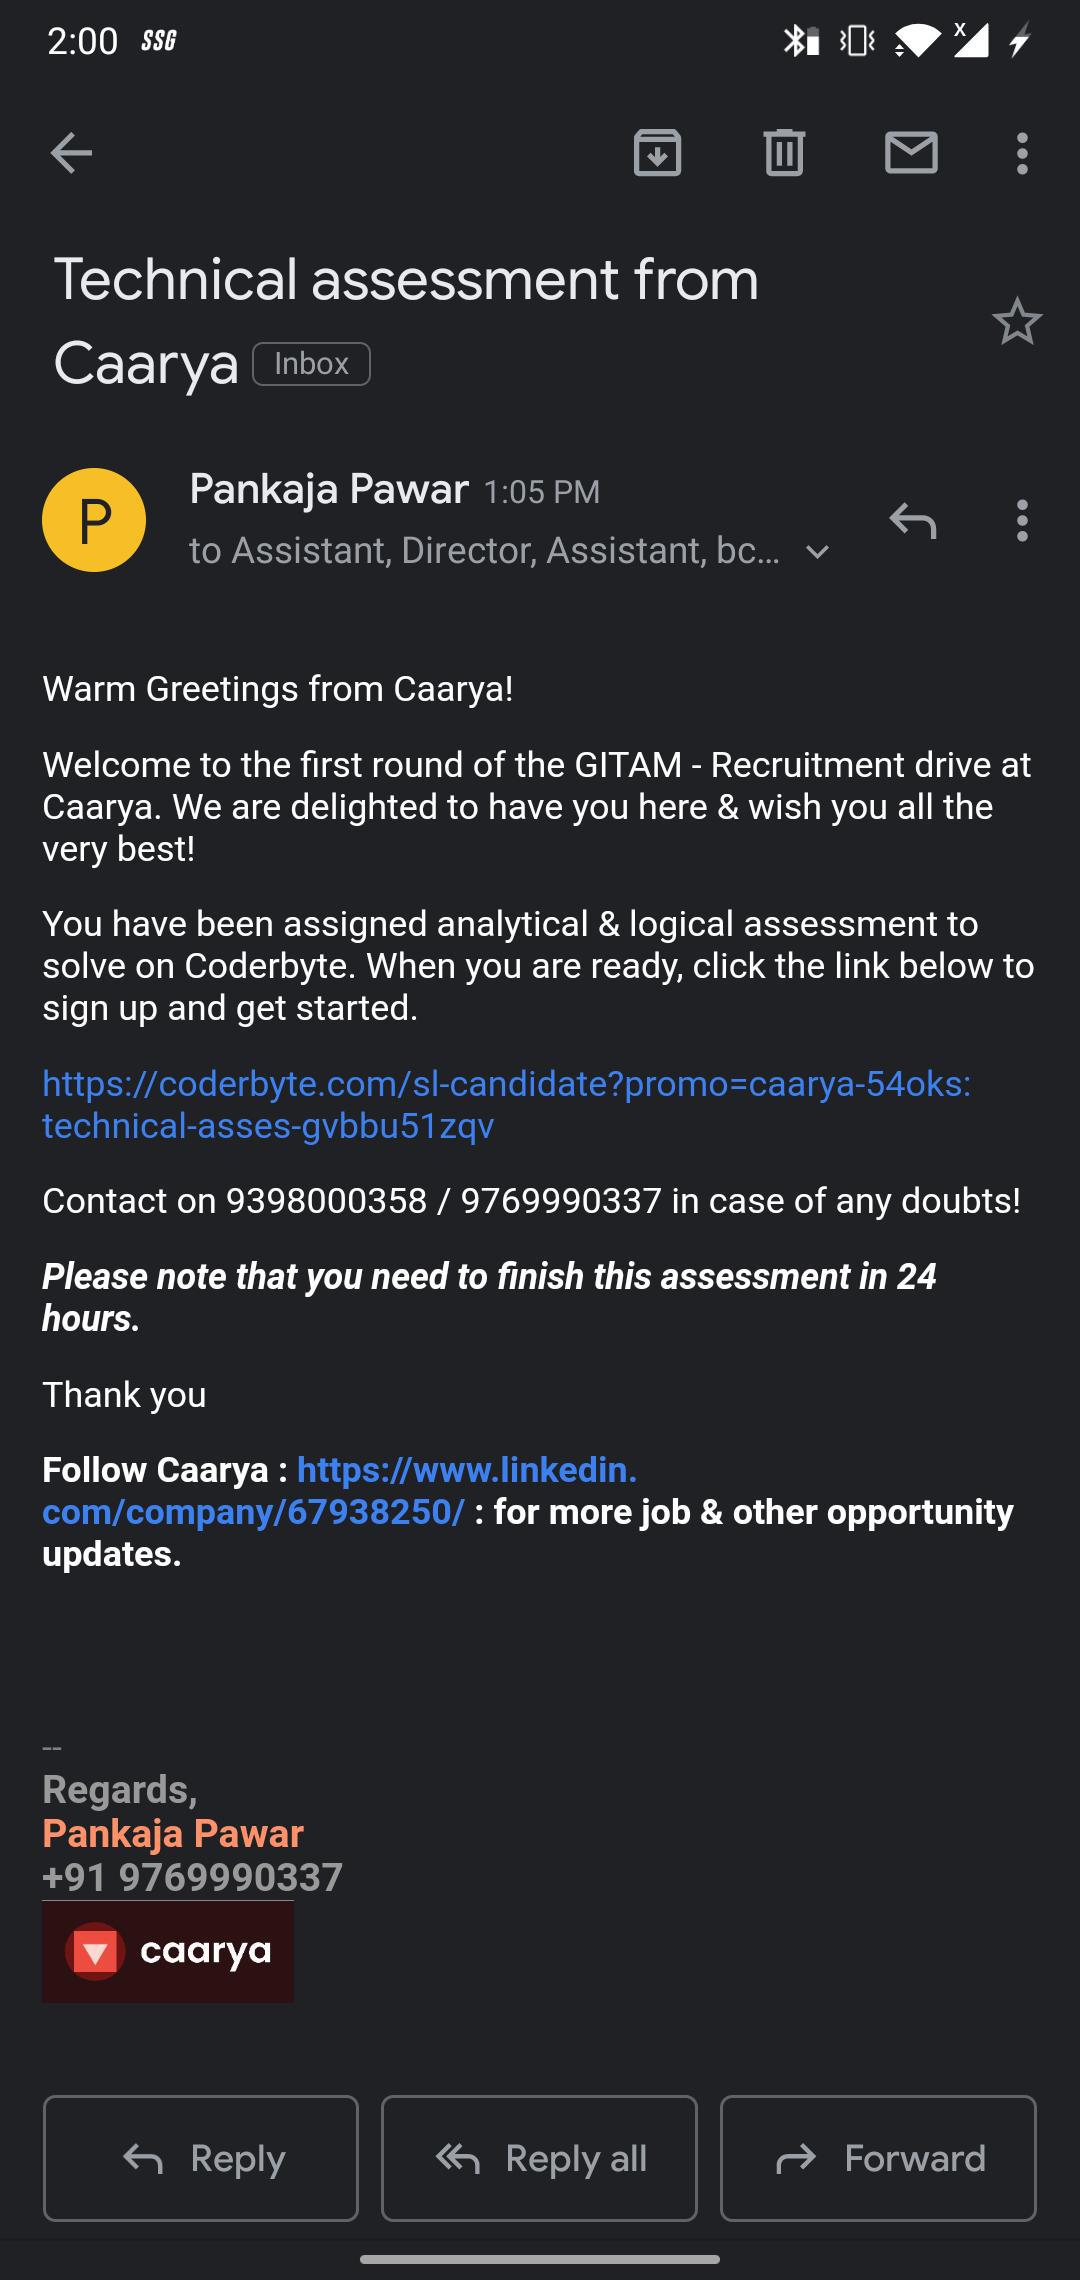 2:00 SSG
X
Technical assessment from
Caarya Inbox
P
Pankaja Pawar 1:05 PM
to Assistant, Director, Assistant, bc...
Warm Greetings from Caarya!
Welcome to the first round of the GITAM - Recruitment drive at
Caarya. We are delighted to have you here & wish you all the
very best!
You have been assigned analytical & logical assessment to
solve on Coderbyte. When you are ready, click the link below to
sign up and get started.
https://coderbyte.com/sl-candidate?promo=caarya-54oks:
technical-asses-gvbbu51zqv
Contact on 9398000358 / 9769990337 in case of any doubts!
Please note that you need to finish this assessment in 24
hours.
Thank you
Follow Caarya : https://www.linkedin.
com/company/67938250/ : for more job & other opportunity
updates.
--
Regards,
Pankaja Pawar
+91 9769990337
caarya
Reply Reply all Forward